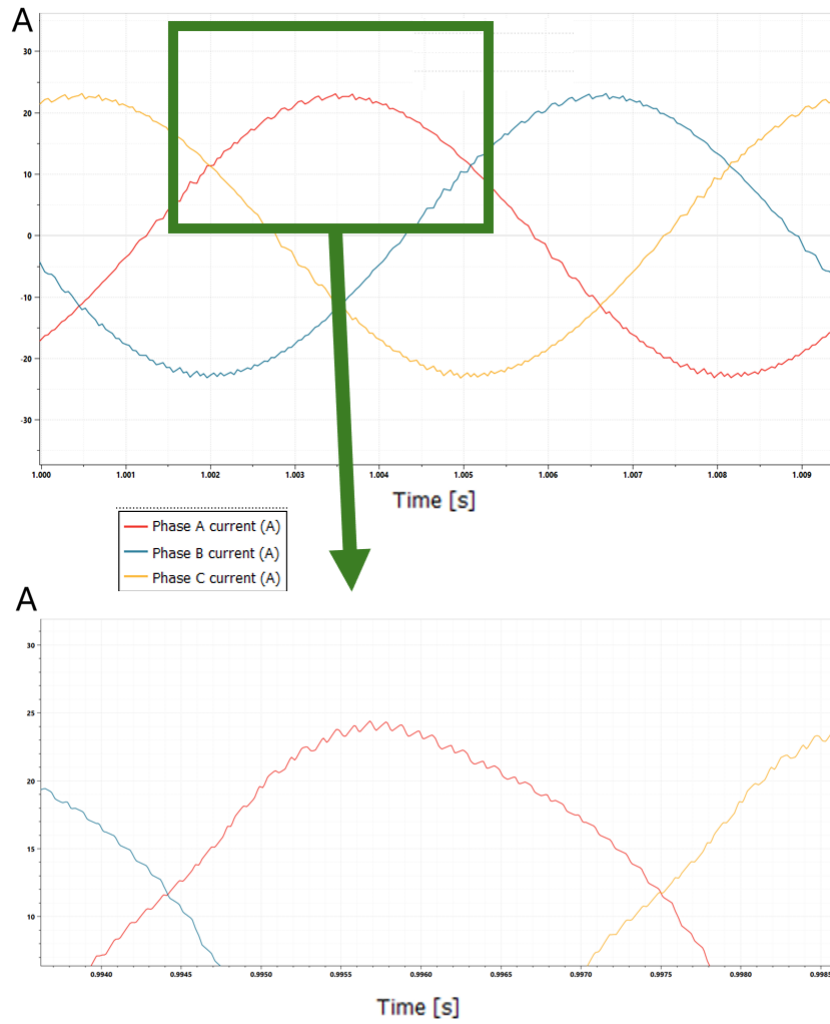 A
30
20
10
0
-10
-20
-30
1.000 1.001 1.002 1.003 1.004 1.005 1.006 1.007 1.008 1.009
Time [s]
Phase A current (A)
Phase B current (A)
Phase C current (A)
A
30
25
20
15
10
0.9940 0.9945 0.9950 0.9955 0.9960 0.9965 0.9970 0.9975 0.9980 0.9985
Time [s]